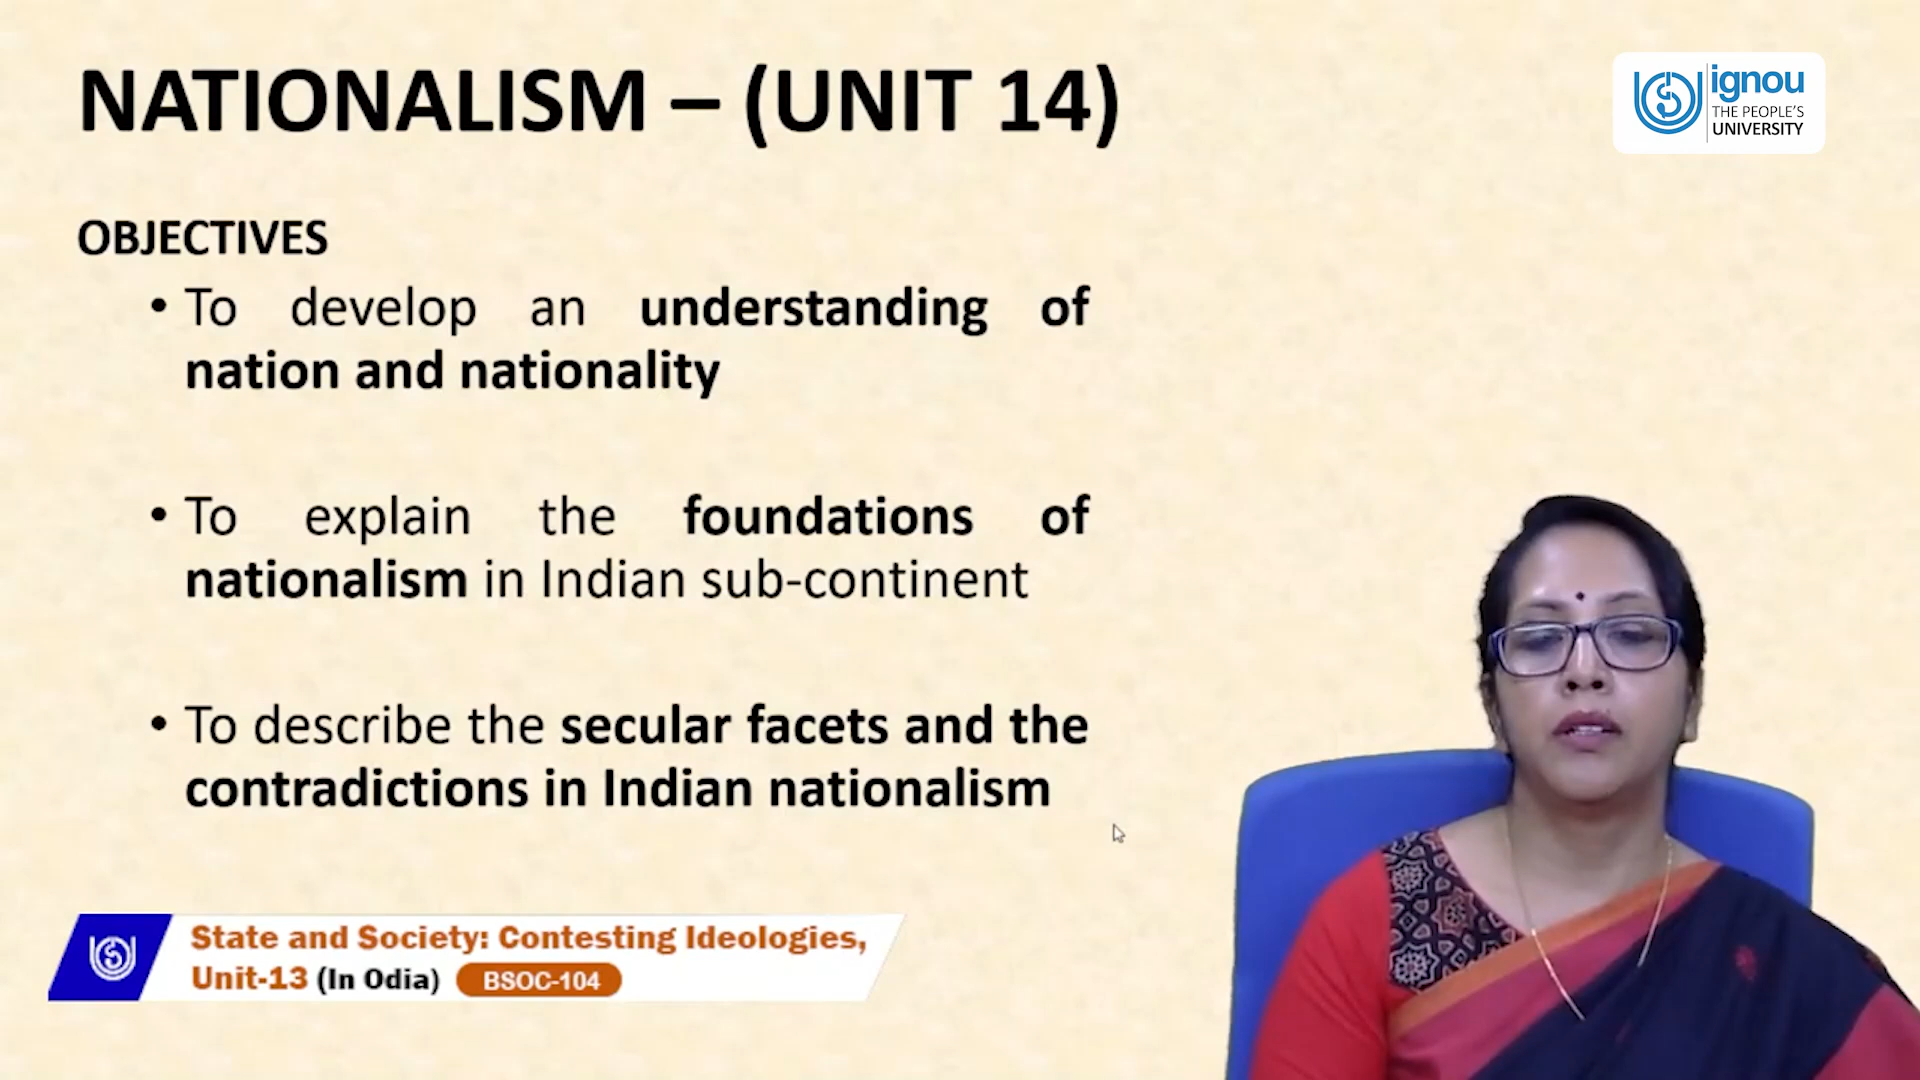 NATIONALISM – (UNIT 14)
ignou
THE PEOPLE'S
UNIVERSITY
OBJECTIVES
• To develop an understanding of
nation and nationality
• To explain the foundations of
nationalism in Indian sub-continent
• To describe the secular facets and the
contradictions in Indian nationalism
State and Society: Contesting Ideologies,
Unit-13 (In Odia) BSOC-104